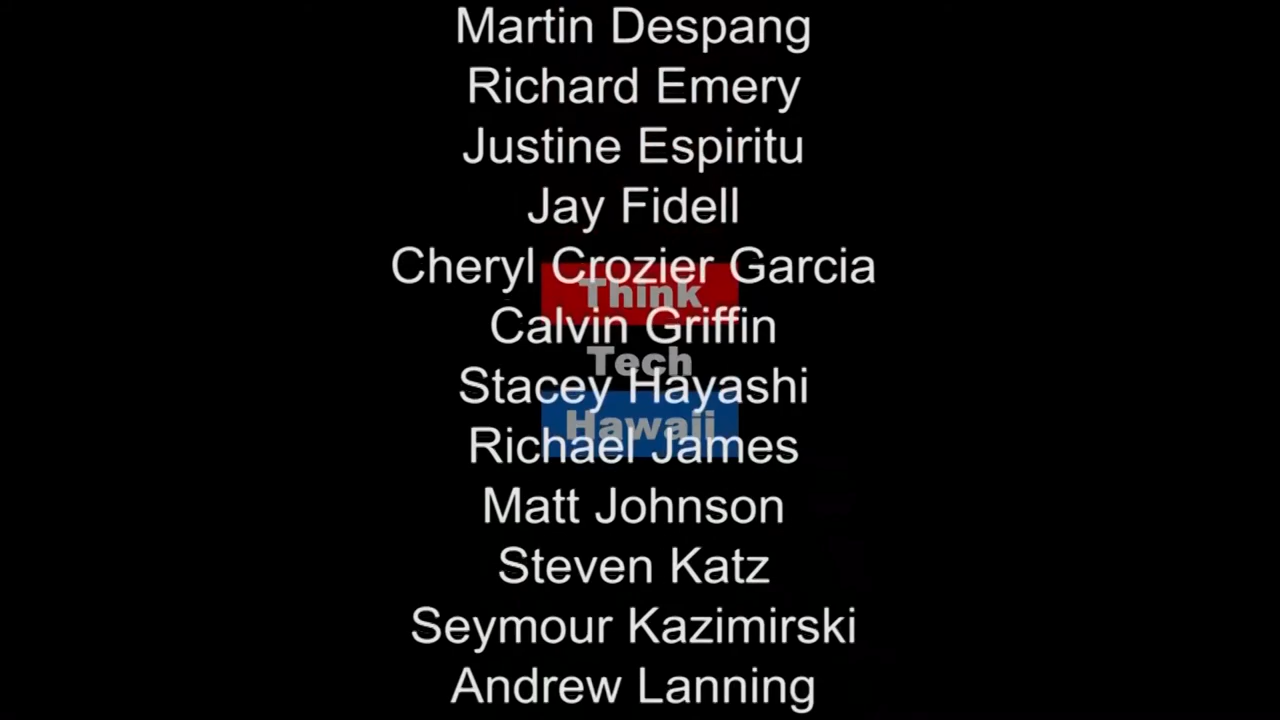 Martin Despang
Richard Emery
Justine Espiritu
Jay Fidell
Cheryl Crozier Garcia
Think
Calvin Griffin
Tech
Stacey Hayashi
Hawaii
Richael James
Matt Johnson
Steven Katz
Seymour Kazimirski
Andrew Lanning